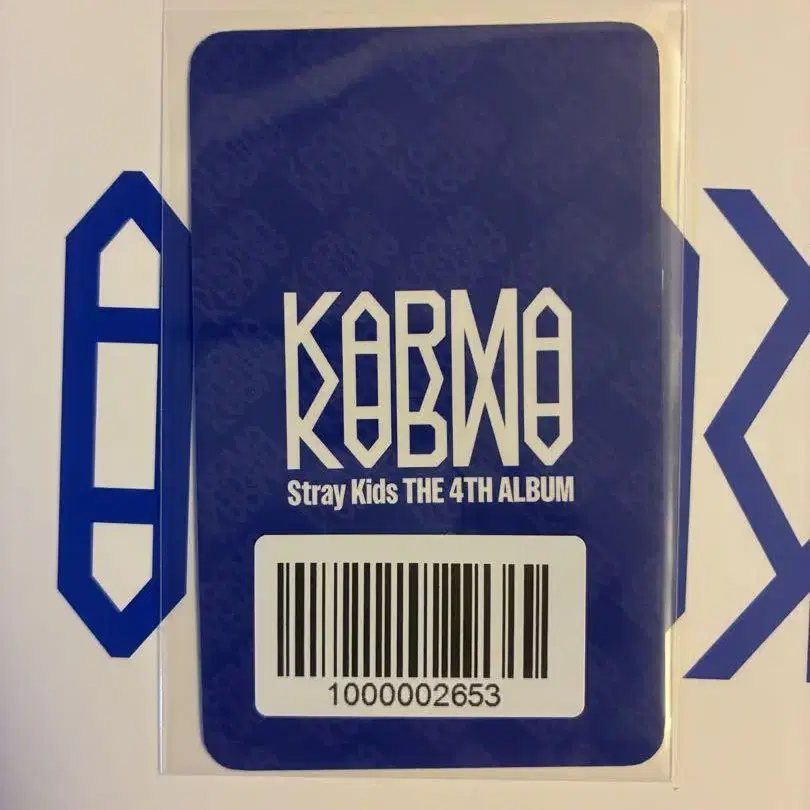 KARMA
Stray Kids THE 4TH ALBUM
1000002653